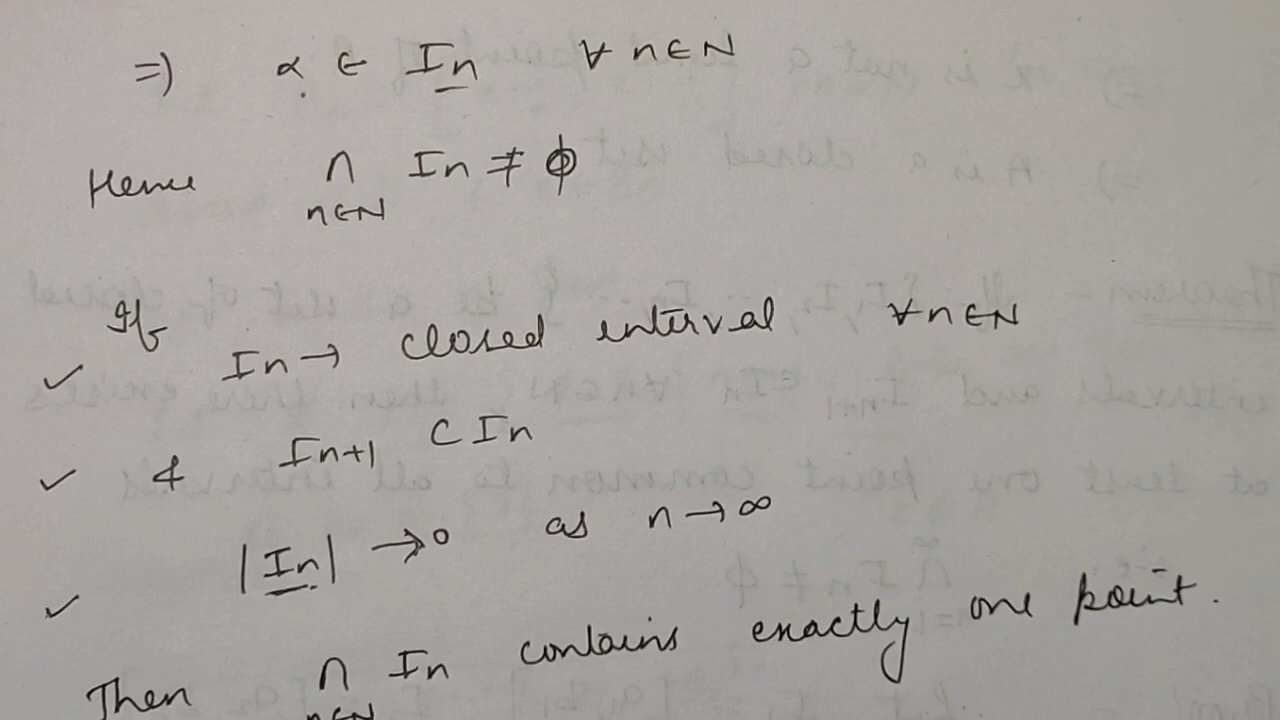 =) α ∈ In ∀ n∈N
Hence ∩ In ≠ ϕ
n∈N
If
In → closed interval ∀n∈N
✓
✓ & In+1 ⊂ In
|In| → 0 as n → ∞
✓
Then ∩ In contains exactly one point.
n∈N